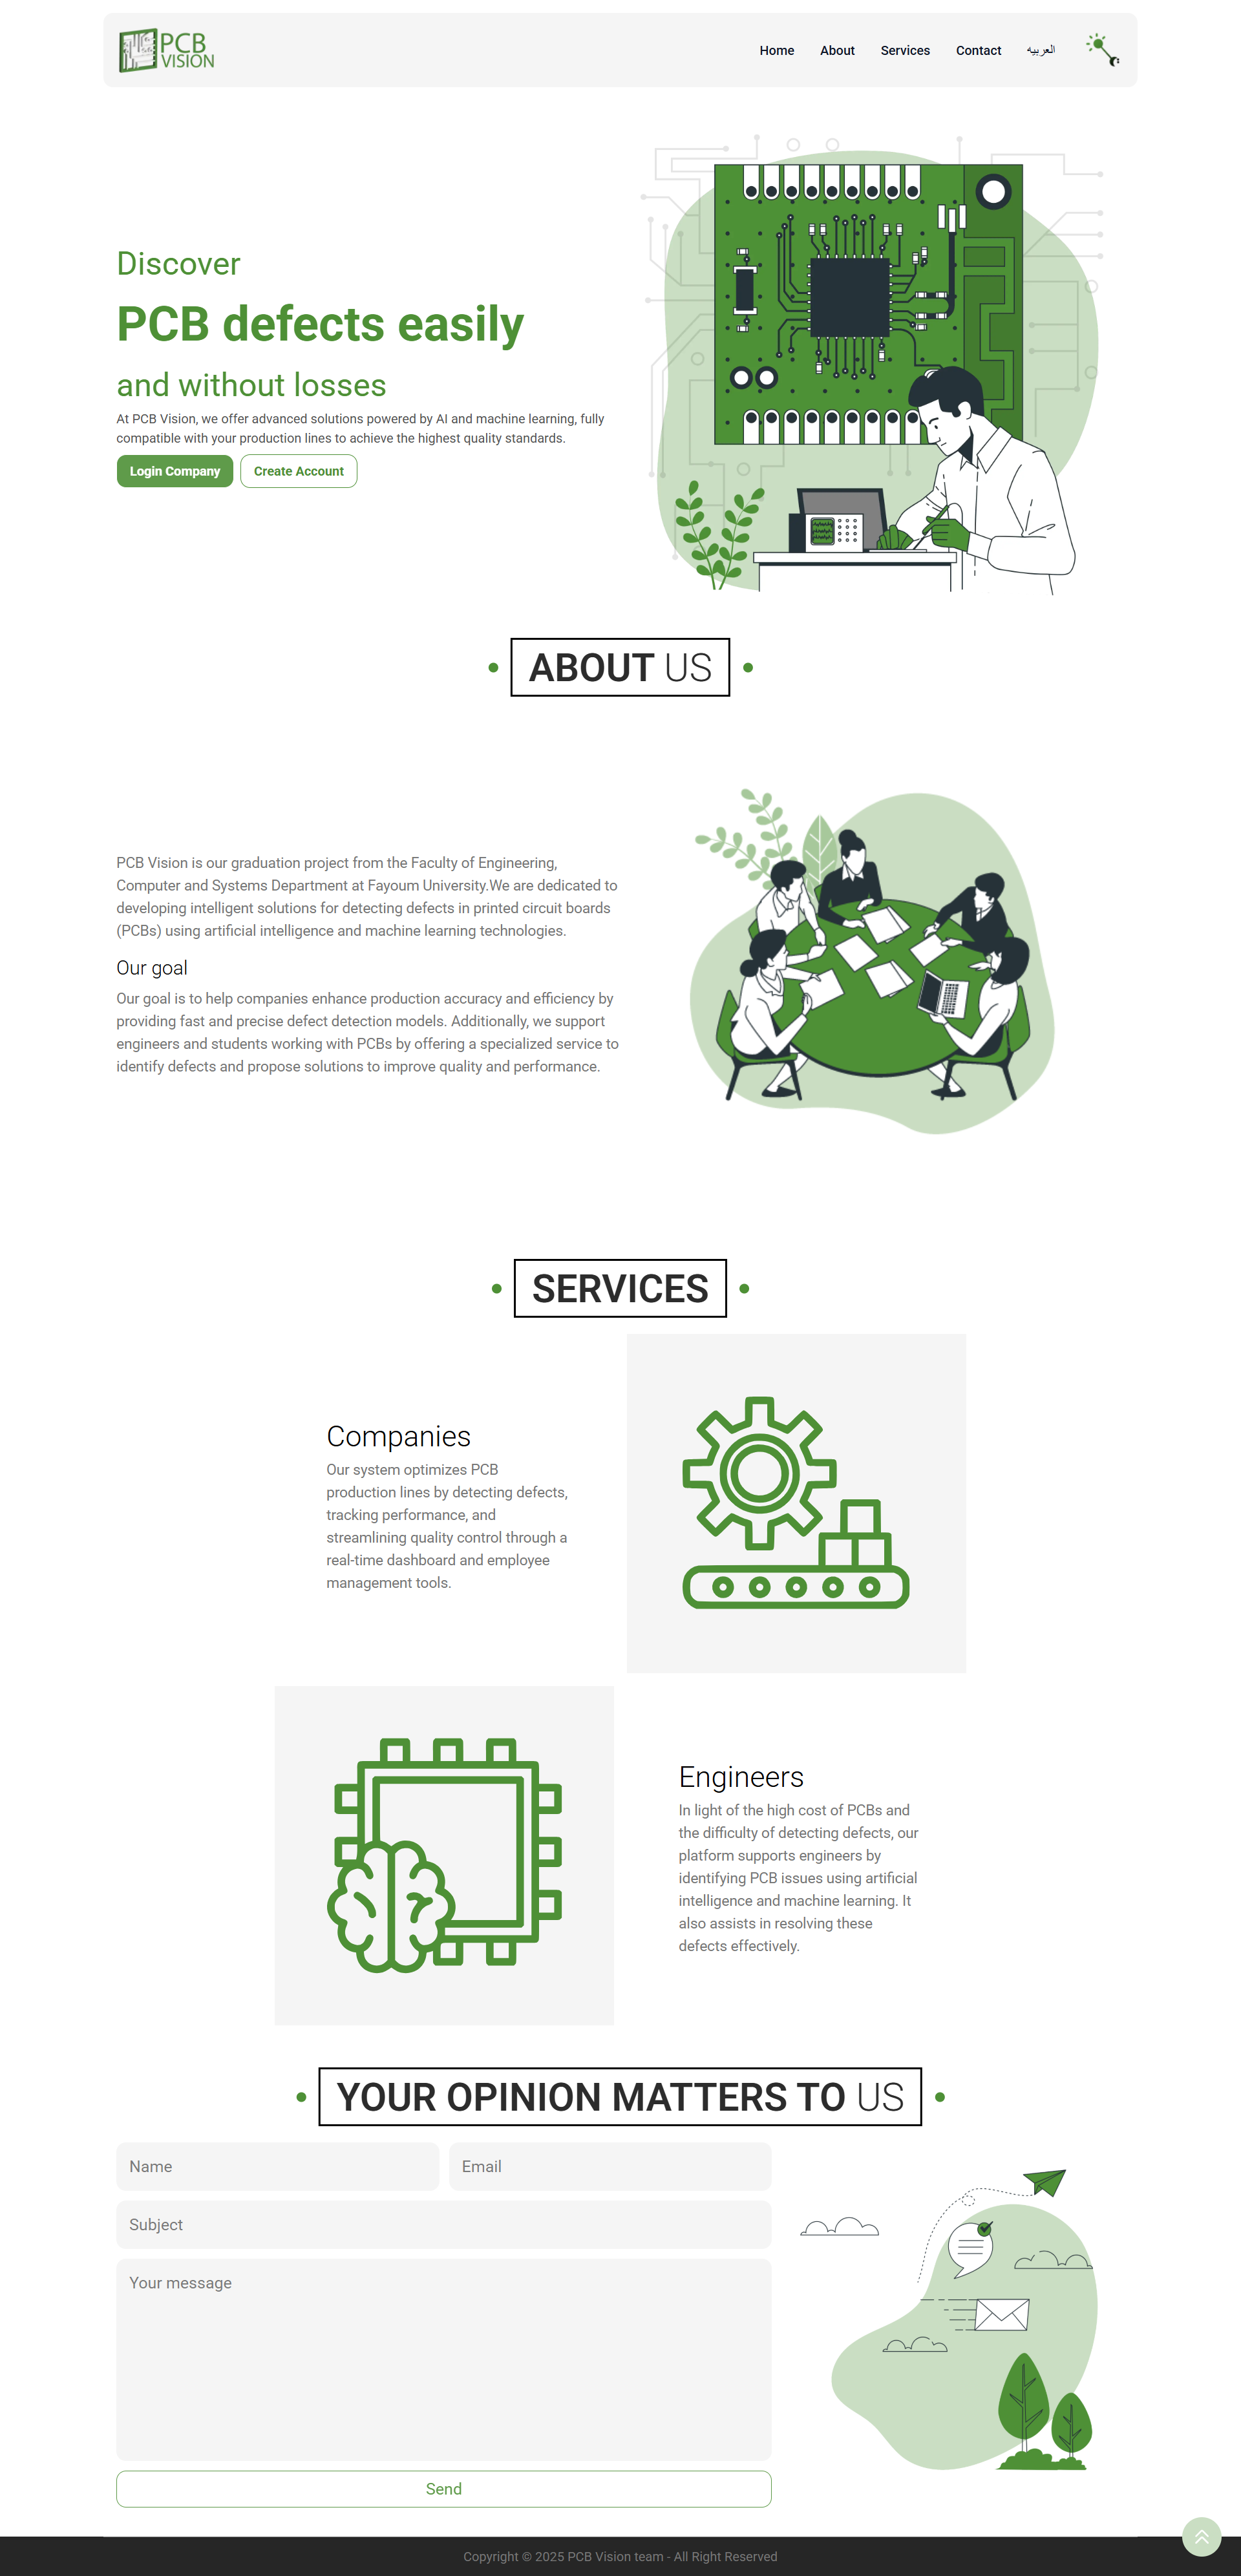 PCB
VISION
Home
About
Services
Contact
العربيه
Discover
PCB defects easily
and without losses
At PCB Vision, we offer advanced solutions powered by AI and machine learning, fully
compatible with your production lines to achieve the highest quality standards.
Login Company
Create Account
ABOUT US
PCB Vision is our graduation project from the Faculty of Engineering,
Computer and Systems Department at Fayoum University.We are dedicated to
developing intelligent solutions for detecting defects in printed circuit boards
(PCBs) using artificial intelligence and machine learning technologies.
Our goal
Our goal is to help companies enhance production accuracy and efficiency by
providing fast and precise defect detection models. Additionally, we support
engineers and students working with PCBs by offering a specialized service to
identify defects and propose solutions to improve quality and performance.
SERVICES
Companies
Our system optimizes PCB
production lines by detecting defects,
tracking performance, and
streamlining quality control through a
real-time dashboard and employee
management tools.
Engineers
In light of the high cost of PCBs and
the difficulty of detecting defects, our
platform supports engineers by
identifying PCB issues using artificial
intelligence and machine learning. It
also assists in resolving these
defects effectively.
YOUR OPINION MATTERS TO US
Name
Email
Subject
Your message
Send
Copyright © 2025 PCB Vision team - All Right Reserved